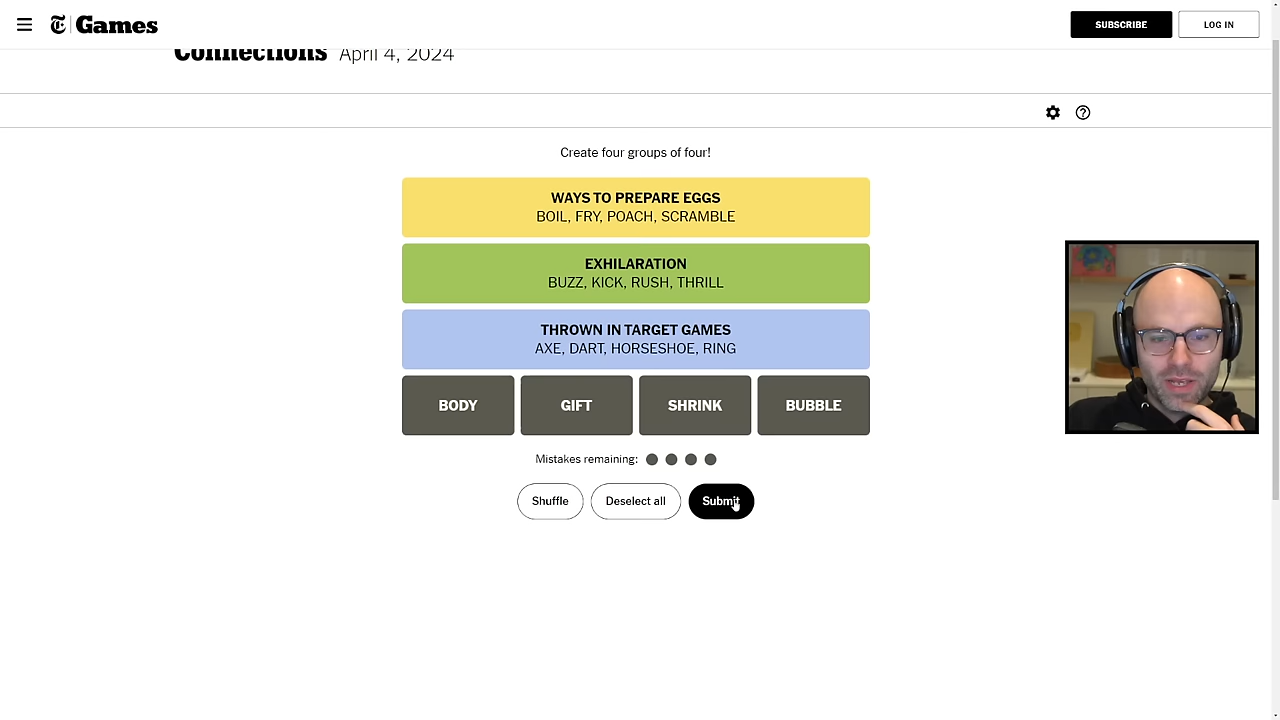 Games
SUBSCRIBE
LOG IN
Connections April 4, 2024
Create four groups of four!
WAYS TO PREPARE EGGS
BOIL, FRY, POACH, SCRAMBLE
EXHILARATION
BUZZ, KICK, RUSH, THRILL
THROWN IN TARGET GAMES
AXE, DART, HORSESHOE, RING
BODY GIFT SHRINK BUBBLE
Mistakes remaining:
Shuffle Deselect all Submit